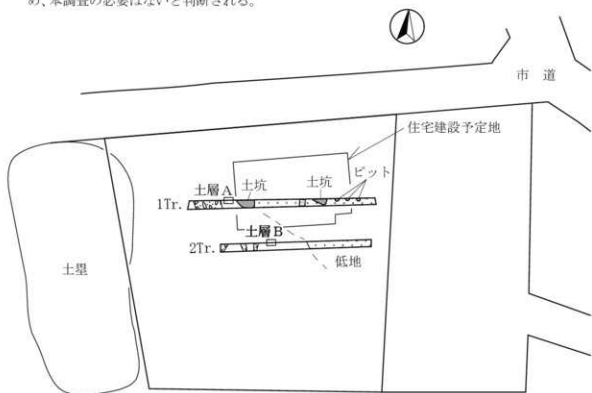 め、本調査の必要はないと判断される。
市 道
住宅建設予定地
土層A
土坑
土坑
ピット
1Tr.
土層B
2Tr.
低地
土塁